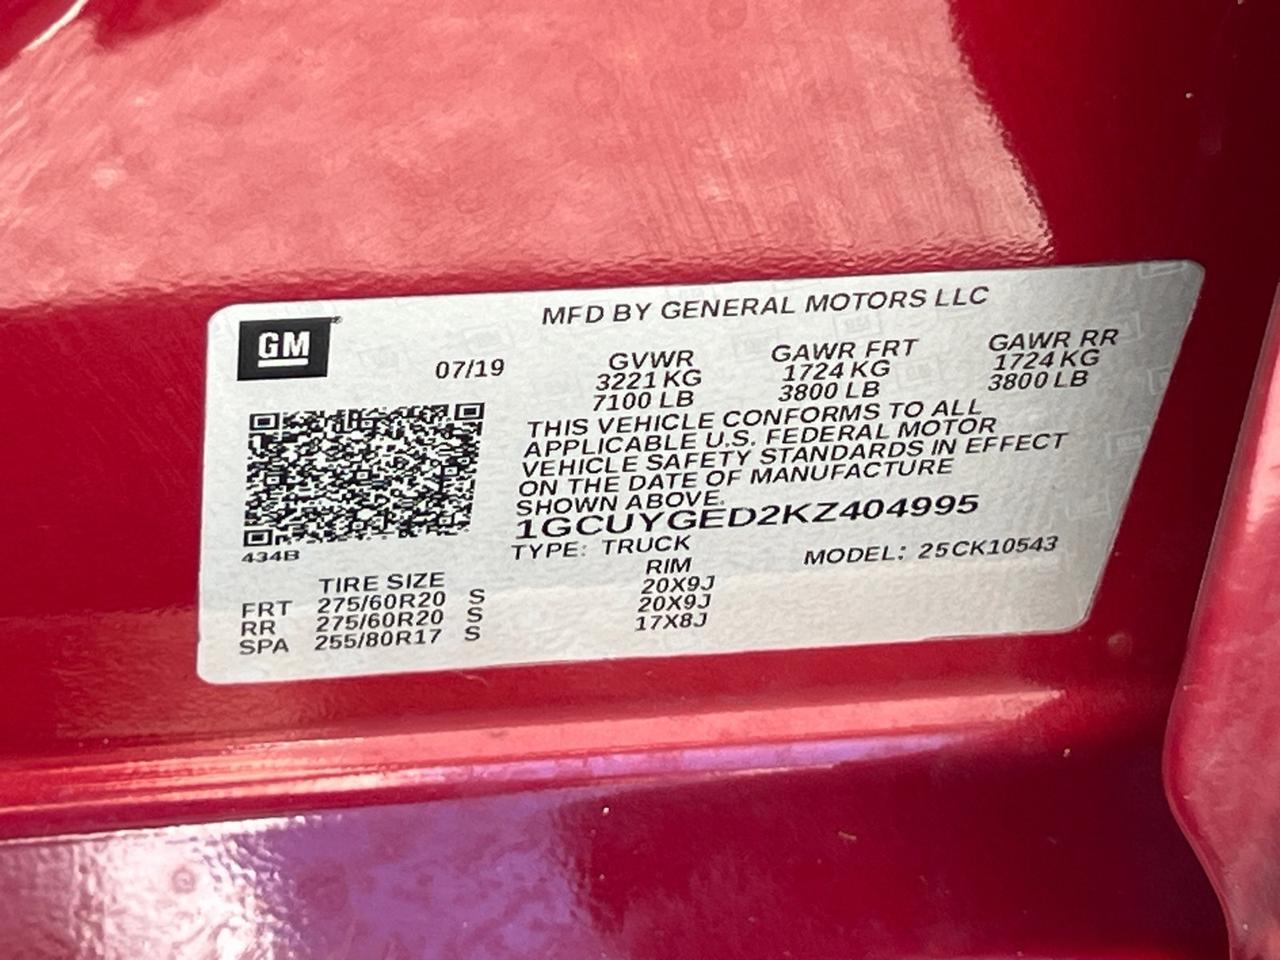 MFD BY GENERAL MOTORS LLC
GM
07/19
GVWR GAWR FRT GAWR RR
3221 KG 1724 KG 1724 KG
7100 LB 3800 LB 3800 LB
THIS VEHICLE CONFORMS TO ALL
APPLICABLE U.S. FEDERAL MOTOR
VEHICLE SAFETY STANDARDS IN EFFECT
ON THE DATE OF MANUFACTURE
SHOWN ABOVE.
1GCUYGED2KZ404995
434B
TYPE: TRUCK MODEL: 25CK10543
TIRE SIZE RIM
FRT 275/60R20 S 20X9J
RR 275/60R20 S 20X9J
SPA 255/80R17 S 17X8J